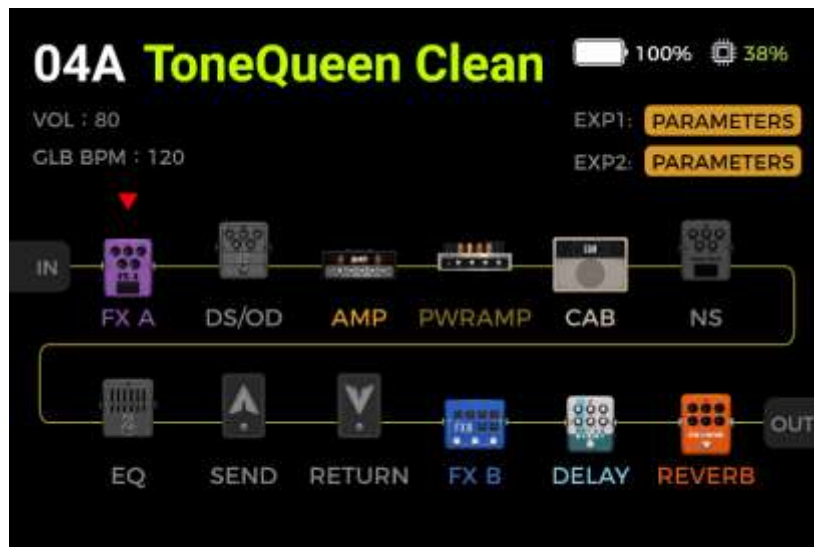 04A ToneQueen Clean 100% 38%
VOL : 80 EXP1: PARAMETERS
GLB BPM : 120 EXP2: PARAMETERS
IN
FX A DS/OD AMP PWRAMP CAB NS
OUT
EQ SEND RETURN FX B DELAY REVERB